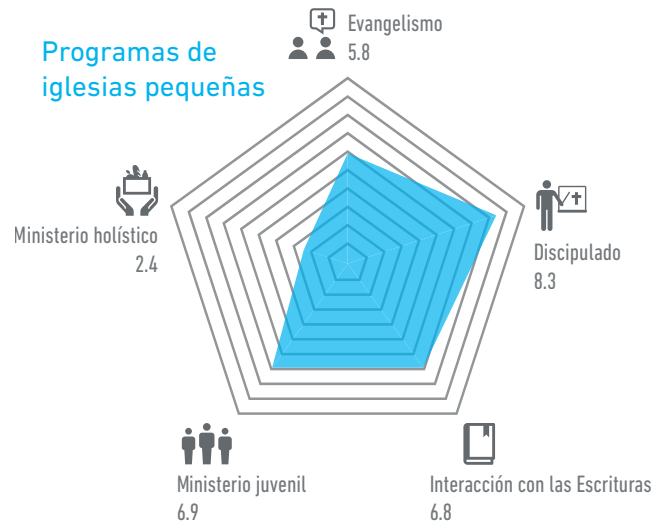 Programas de
iglesias pequeñas
Evangelismo
5.8
Discipulado
8.3
Interacción con las Escrituras
6.8
Ministerio juvenil
6.9
Ministerio holístico
2.4